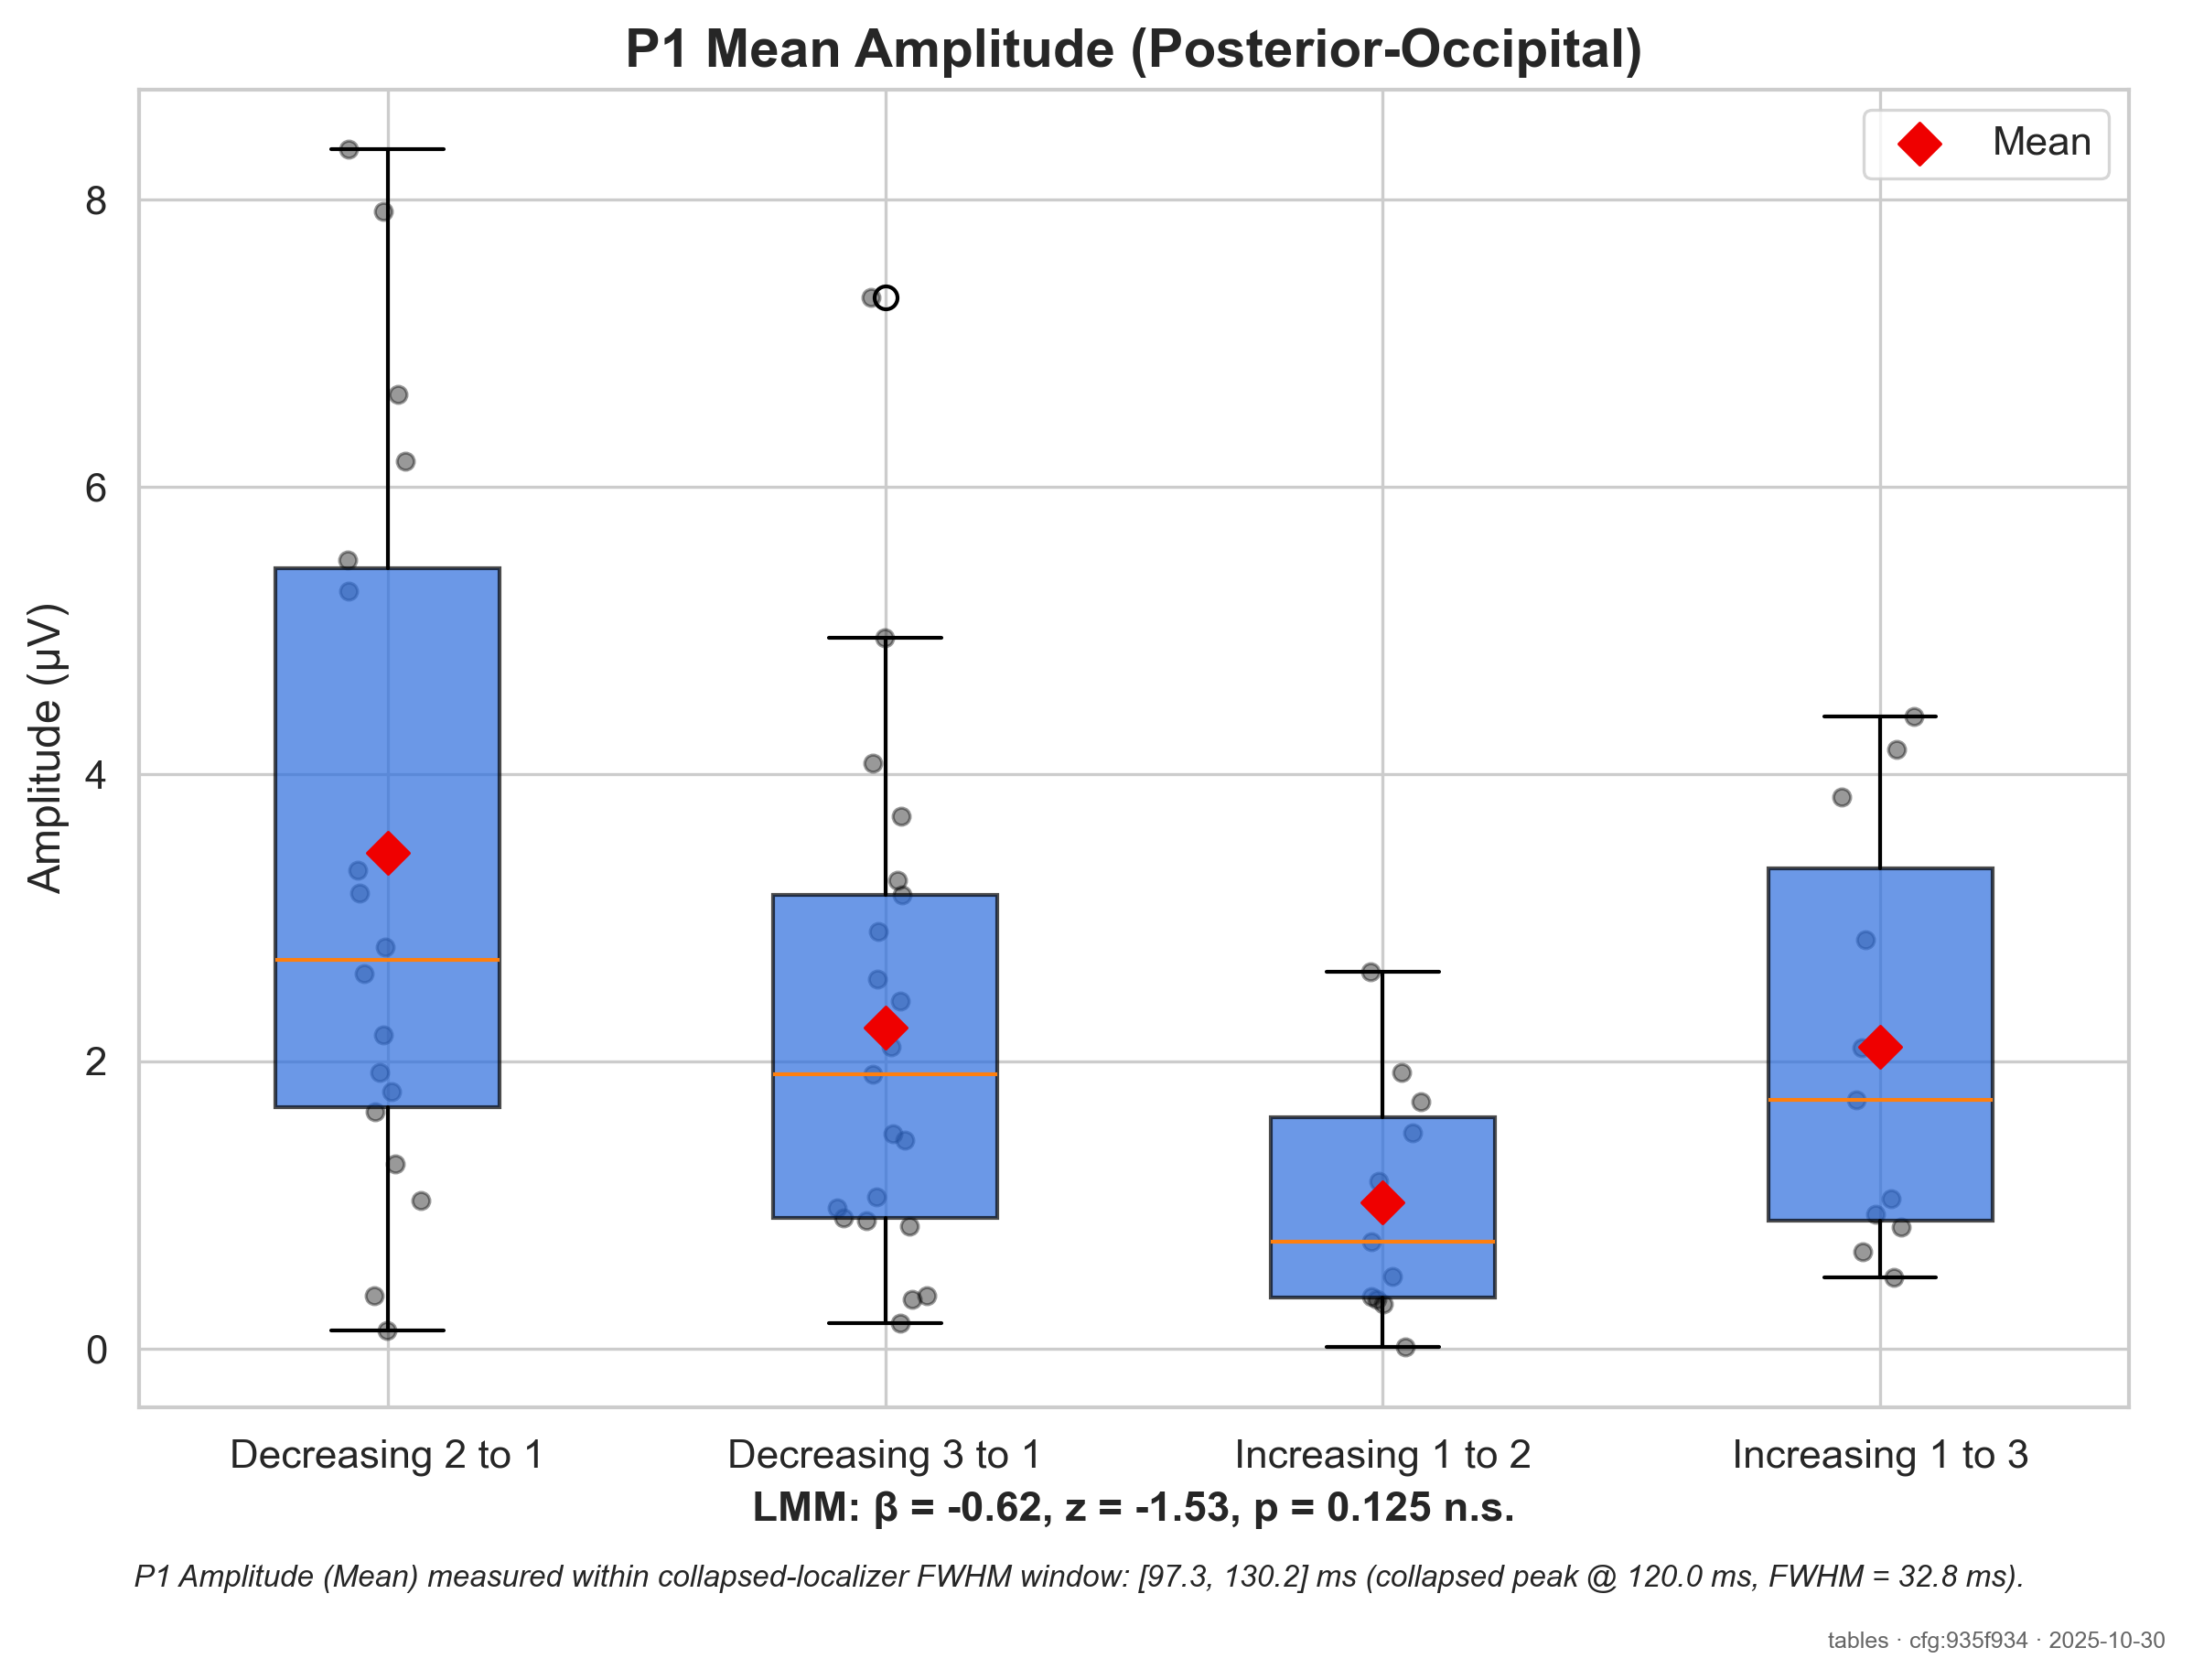 P1 Mean Amplitude (Posterior-Occipital)
Mean
8
6
4
2
0
Amplitude (µV)
Decreasing 2 to 1
Decreasing 3 to 1
Increasing 1 to 2
Increasing 1 to 3
LMM: β = -0.62, z = -1.53, p = 0.125 n.s.
P1 Amplitude (Mean) measured within collapsed-localizer FWHM window: [97.3, 130.2] ms (collapsed peak @ 120.0 ms, FWHM = 32.8 ms).
tables · cfg:935f934 · 2025-10-30